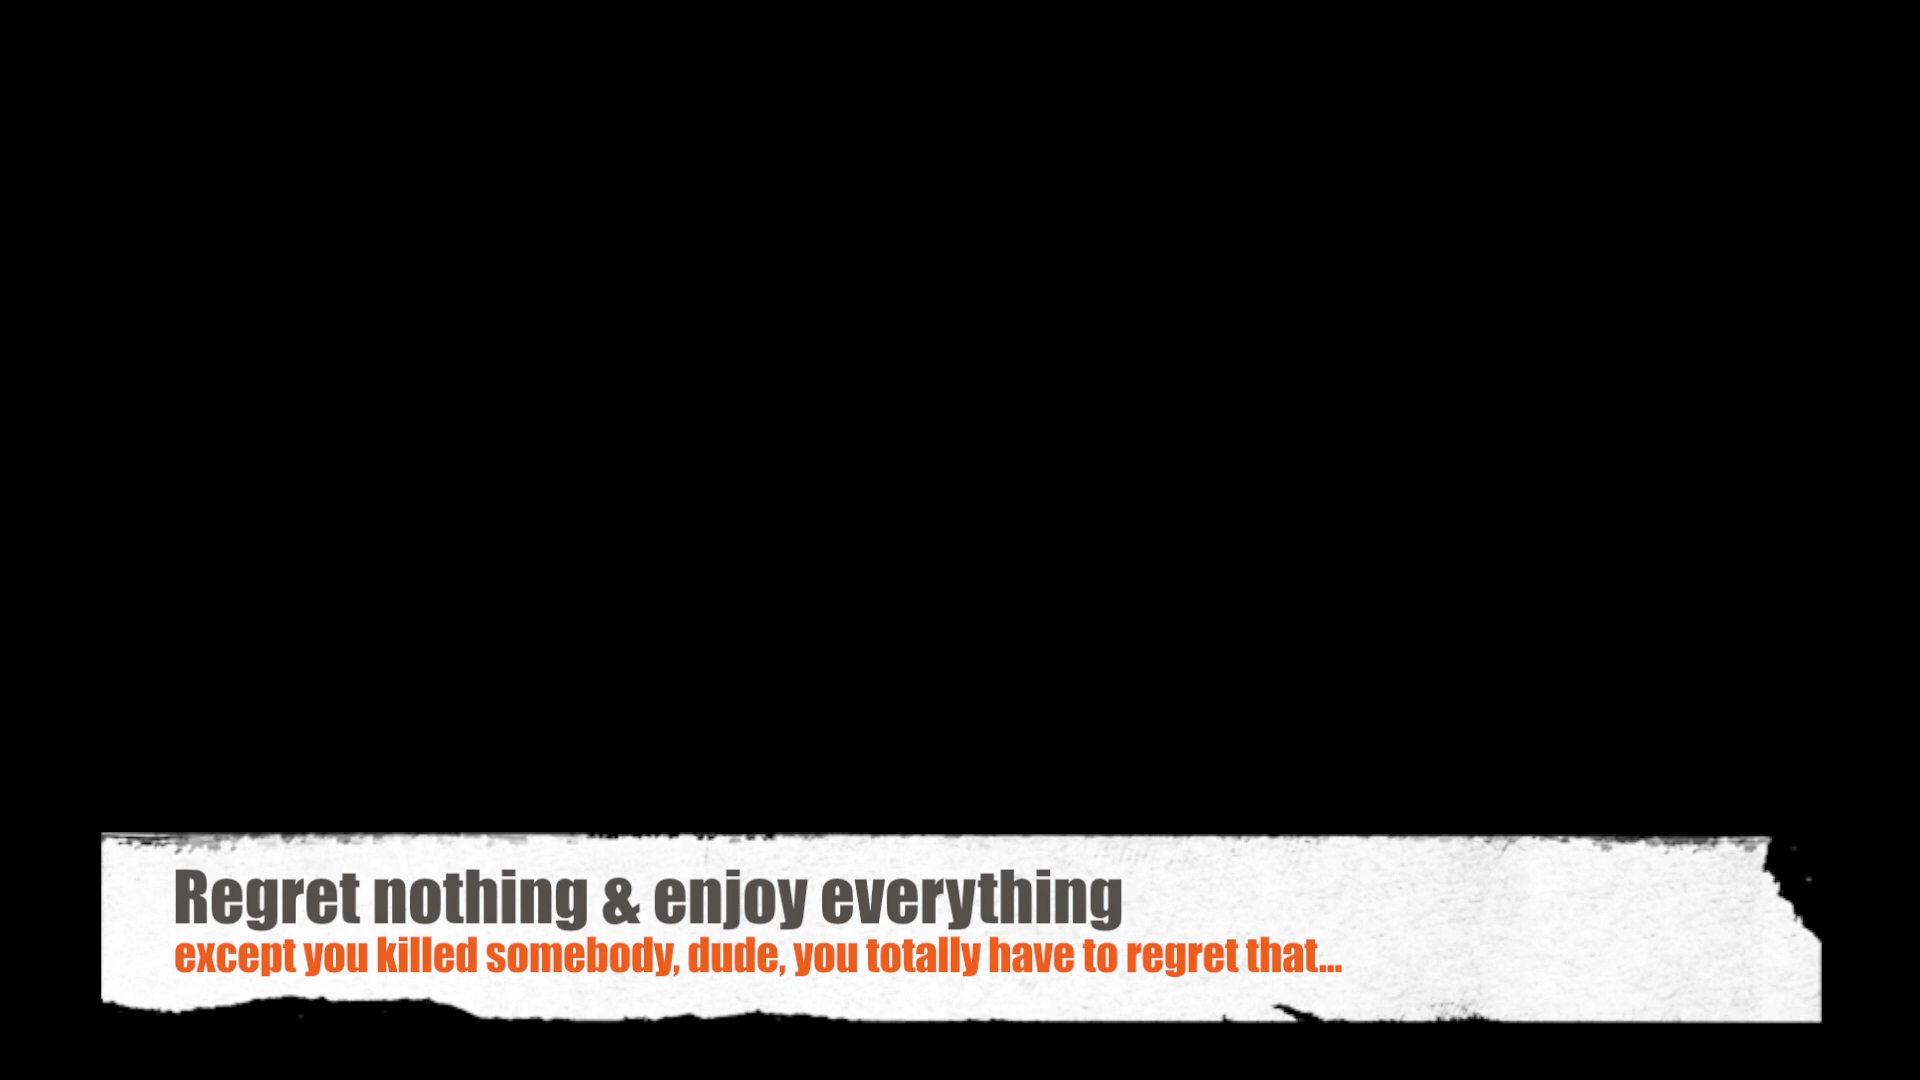 Regret nothing & enjoy everything
except you killed somebody, dude, you totally have to regret that...